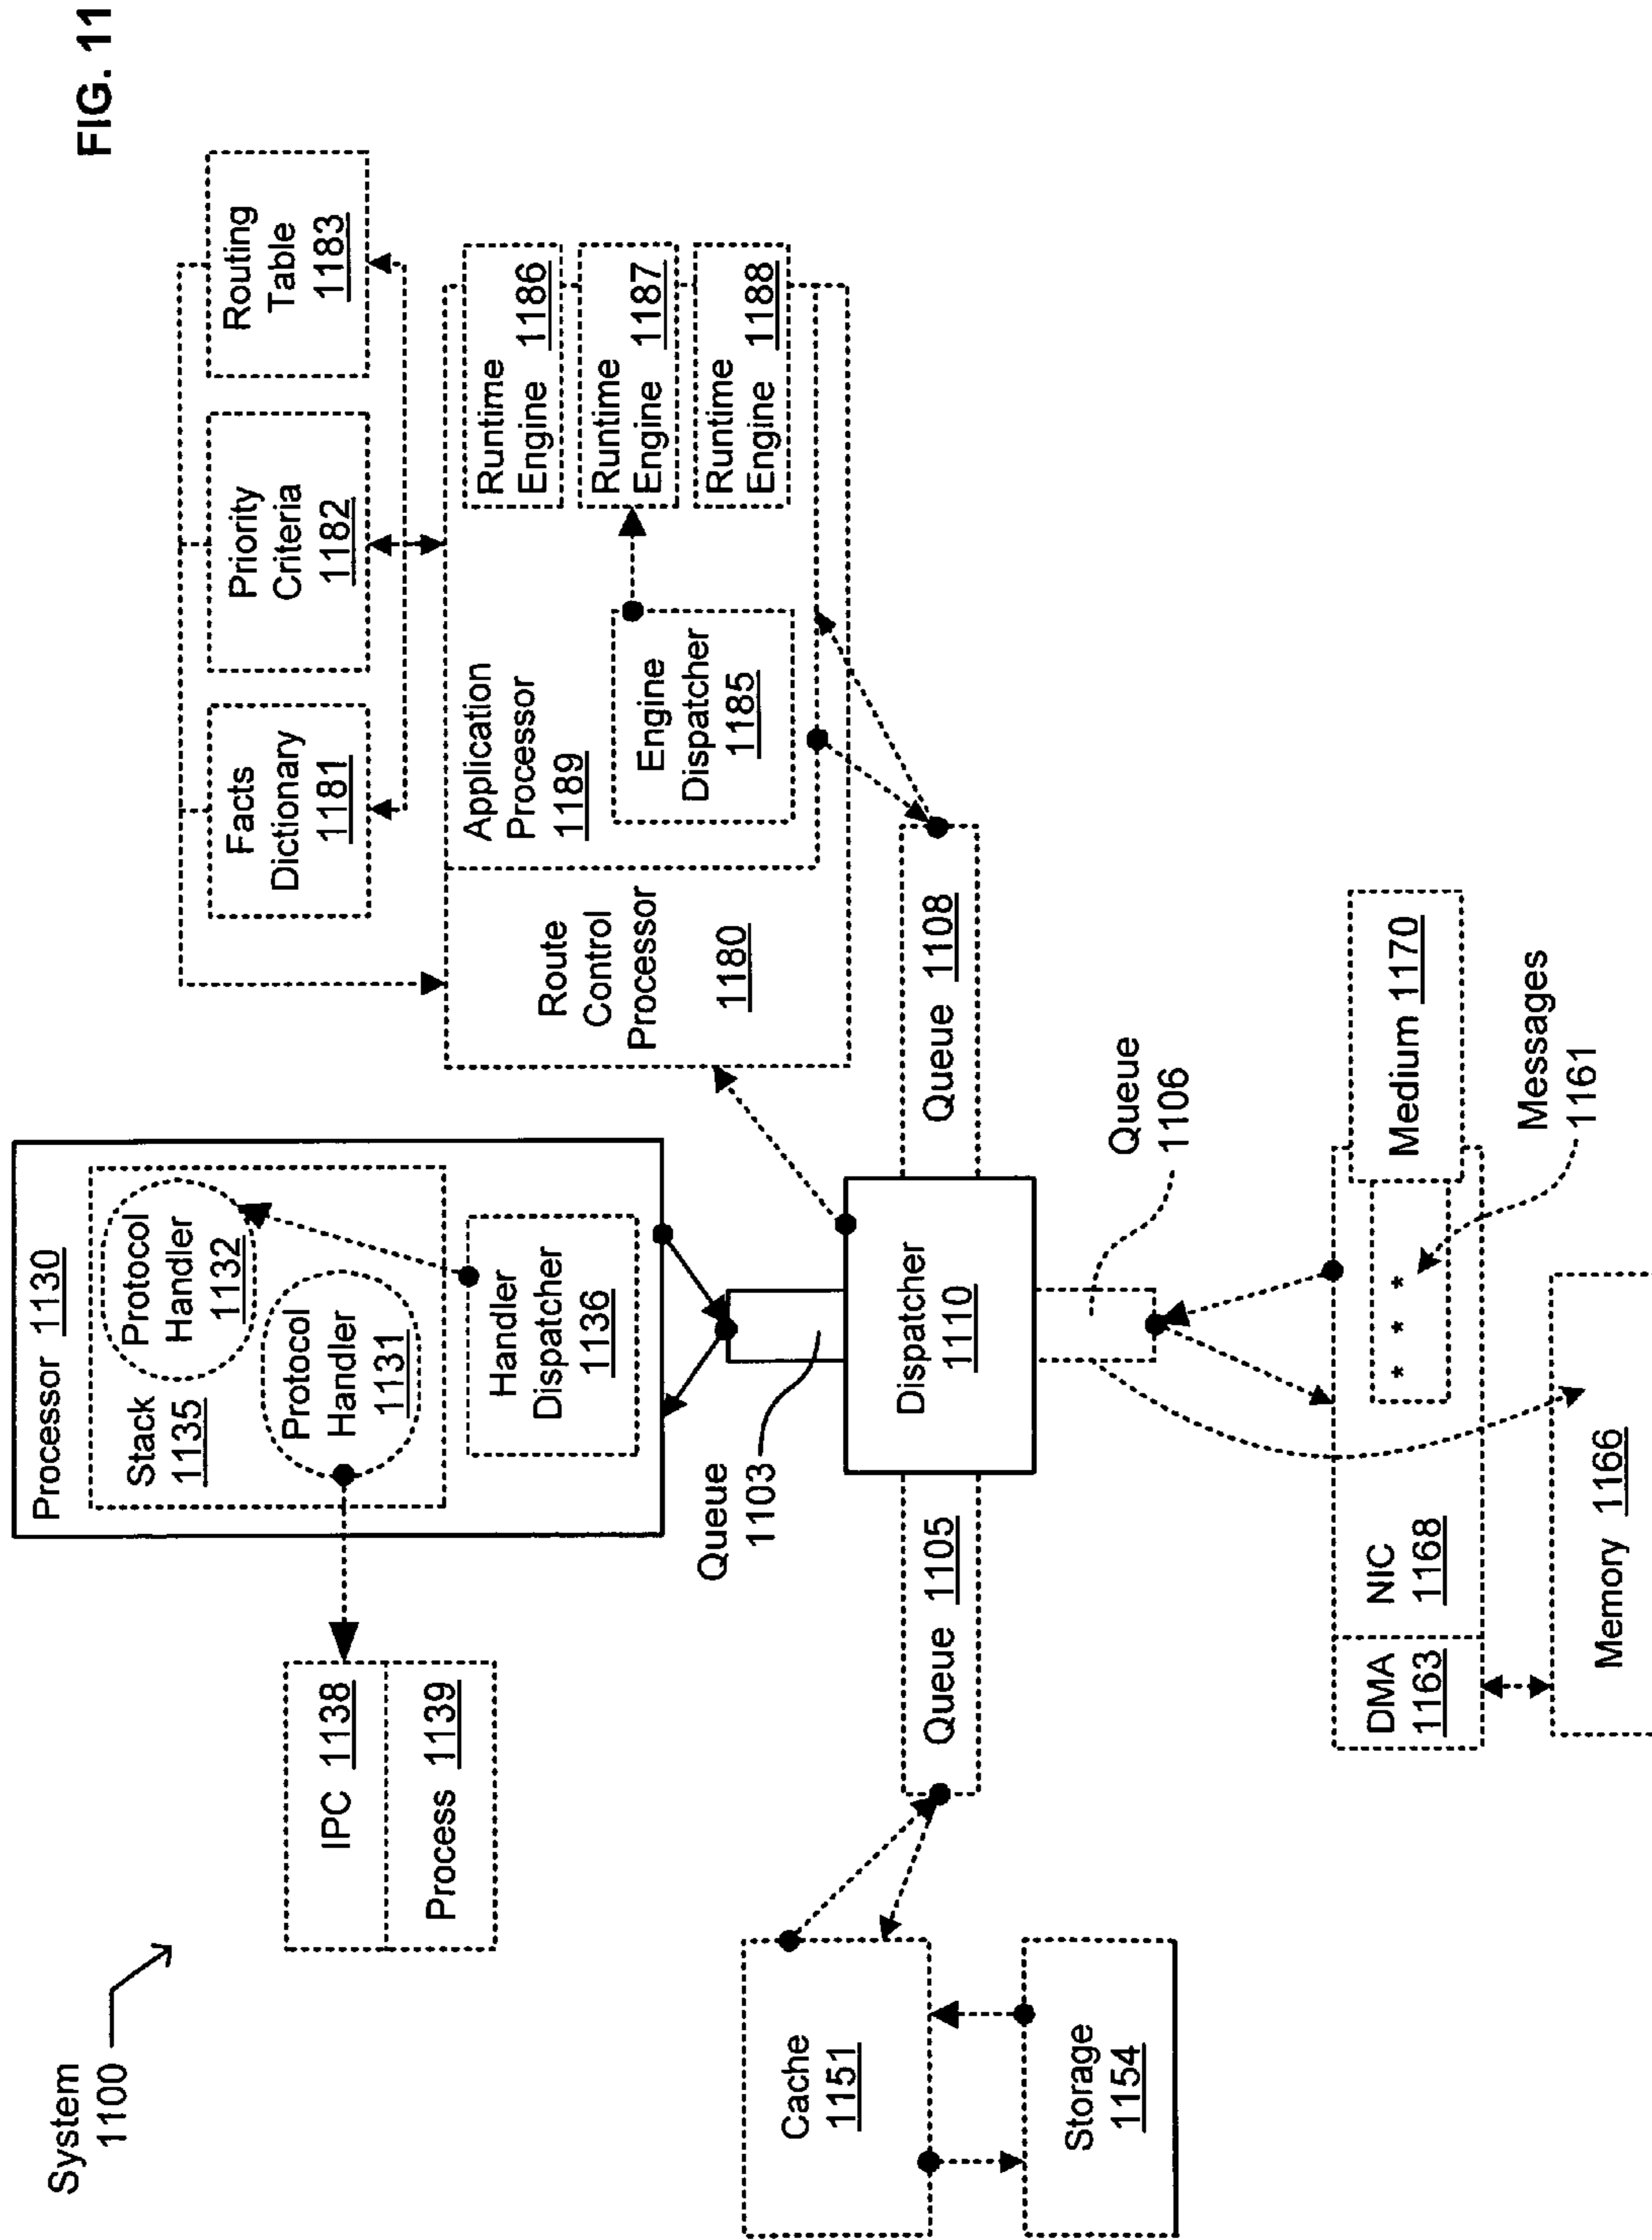 FIG. 11
System
1100
Processor 1130
Stack
1135
Protocol
Handler
1132
Protocol
Handler
1131
Handler
Dispatcher
1136
IPC 1138
Process 1139
Facts
Dictionary
1181
Priority
Criteria
1182
Routing
Table
1183
Route
Control
Processor
1180
Application
Processor
1189
Engine
Dispatcher
1185
Runtime
Engine 1186
Runtime
Engine 1187
Runtime
Engine 1188
Queue
1103
Cache
1151
Storage
1154
Queue 1105
Dispatcher
1110
Queue 1108
Queue
1106
DMA
1163
NIC
1168
* * *
Medium 1170
Messages
1161
Memory 1166